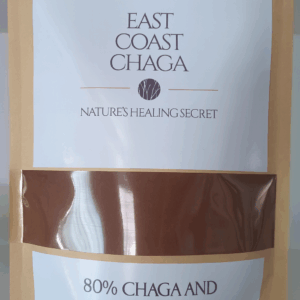 EAST
COAST
CHAGA
NATURE'S HEALING SECRET
80% CHAGA AND